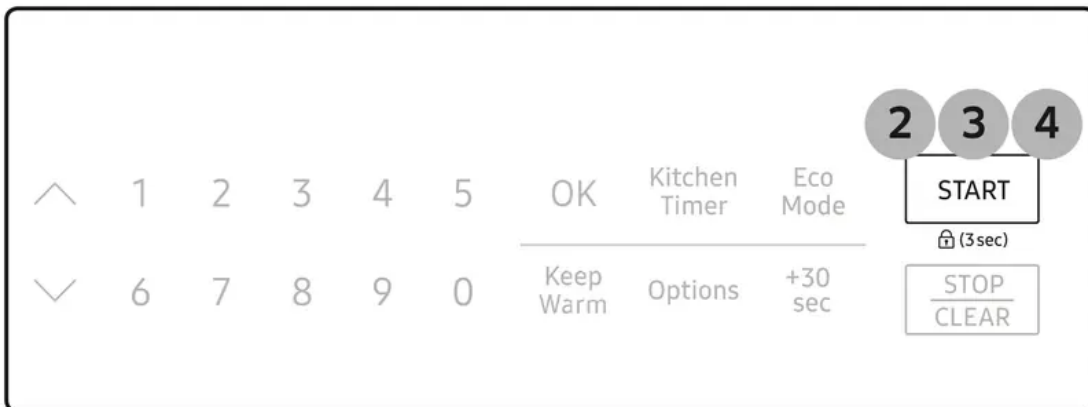 2 3 4
1 2 3 4 5 OK Kitchen Timer Eco Mode START
(3 sec)
6 7 8 9 0 Keep Warm Options +30 sec STOP CLEAR